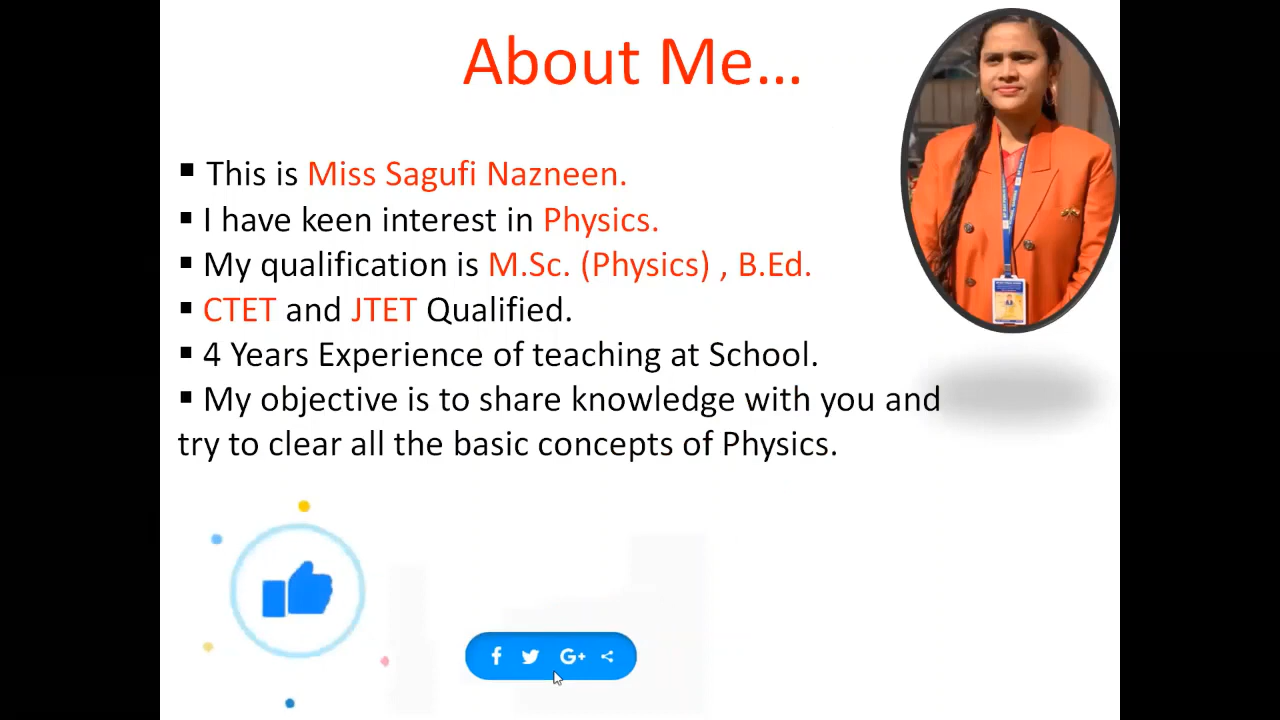 About Me...
▪ This is Miss Sagufi Nazneen.
▪ I have keen interest in Physics.
▪ My qualification is M.Sc. (Physics) , B.Ed.
▪ CTET and JTET Qualified.
▪ 4 Years Experience of teaching at School.
▪ My objective is to share knowledge with you and
try to clear all the basic concepts of Physics.